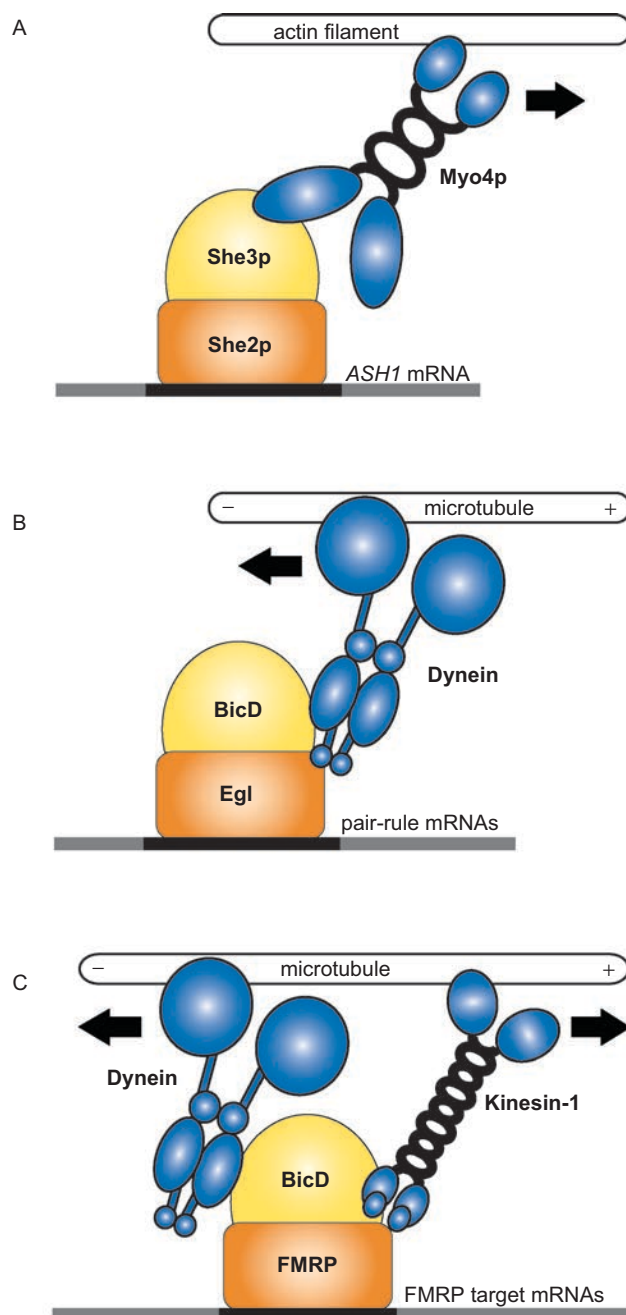 A
actin filament
Myo4p
She3p
She2p
ASH1 mRNA
B
− microtubule +
Dynein
BicD
Egl
pair-rule mRNAs
C
− microtubule +
Dynein
Kinesin-1
BicD
FMRP
FMRP target mRNAs